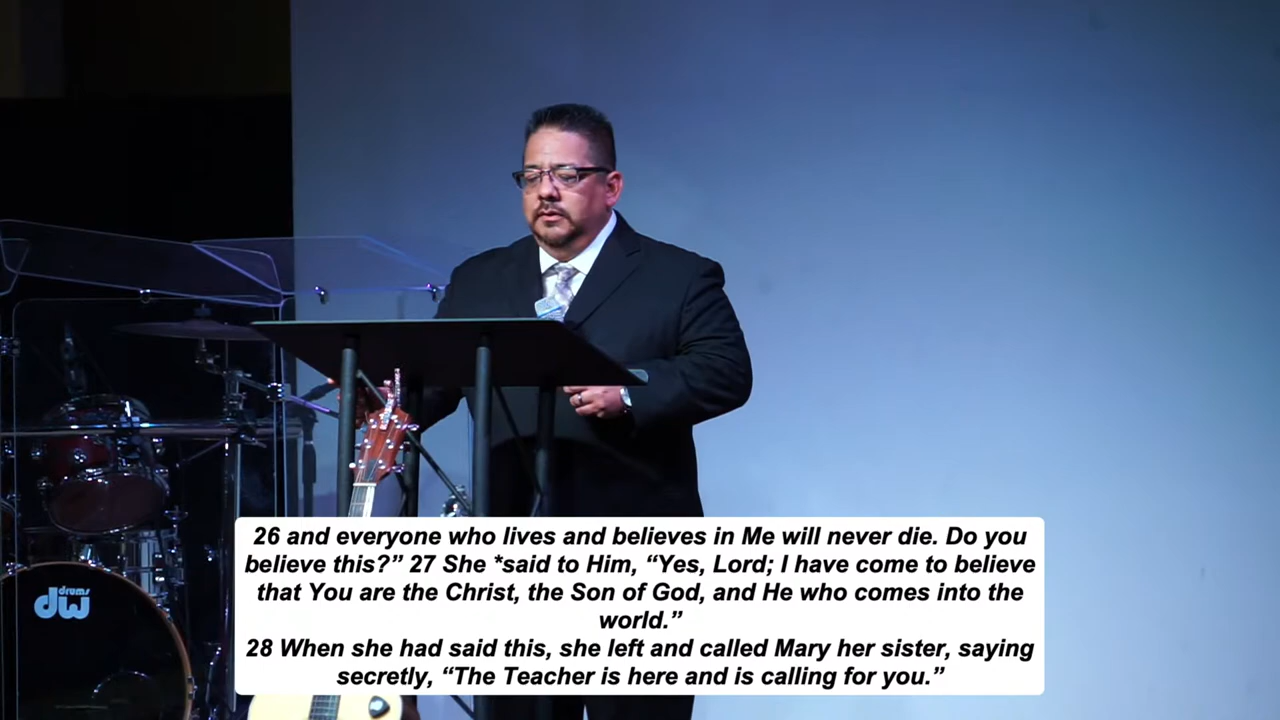 drums
dw
26 and everyone who lives and believes in Me will never die. Do you
believe this?” 27 She *said to Him, “Yes, Lord; I have come to believe
that You are the Christ, the Son of God, and He who comes into the
world.”
28 When she had said this, she left and called Mary her sister, saying
secretly, “The Teacher is here and is calling for you.”